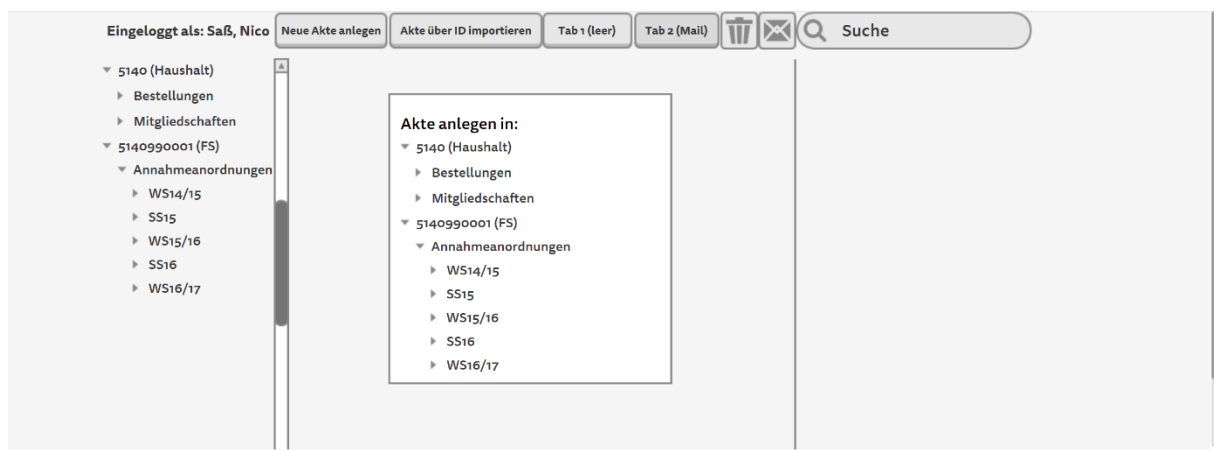 Eingeloggt als: Saß, Nico Neue Akte anlegen Akte über ID importieren Tab 1 (leer) Tab 2 (Mail) Suche
5140 (Haushalt)
Bestellungen
Mitgliedschaften
5140990001 (FS)
Annahmeanordnungen
WS14/15
SS15
WS15/16
SS16
WS16/17
Akte anlegen in:
5140 (Haushalt)
Bestellungen
Mitgliedschaften
5140990001 (FS)
Annahmeanordnungen
WS14/15
SS15
WS15/16
SS16
WS16/17